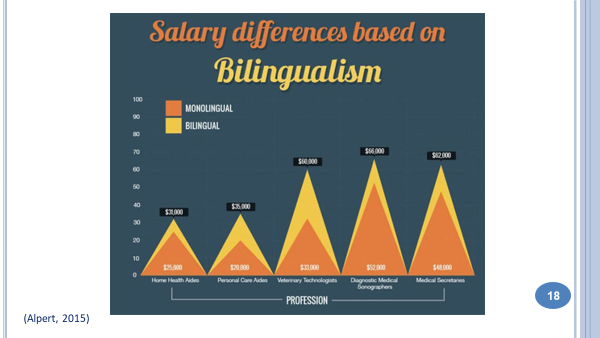 Salary differences based on
Bilingualism
100
90
80
70
60
50
40
30
20
10
0
MONOLINGUAL
BILINGUAL
$31,000
$35,000
$60,000
$66,000
$62,000
$25,000
$20,000
$33,000
$52,000
$48,000
Home Health Aides
Personal Care Aides
Veterinary Technologists
Diagnostic Medical
Sonographers
Medical Secretaries
PROFESSION
18
(Alpert, 2015)